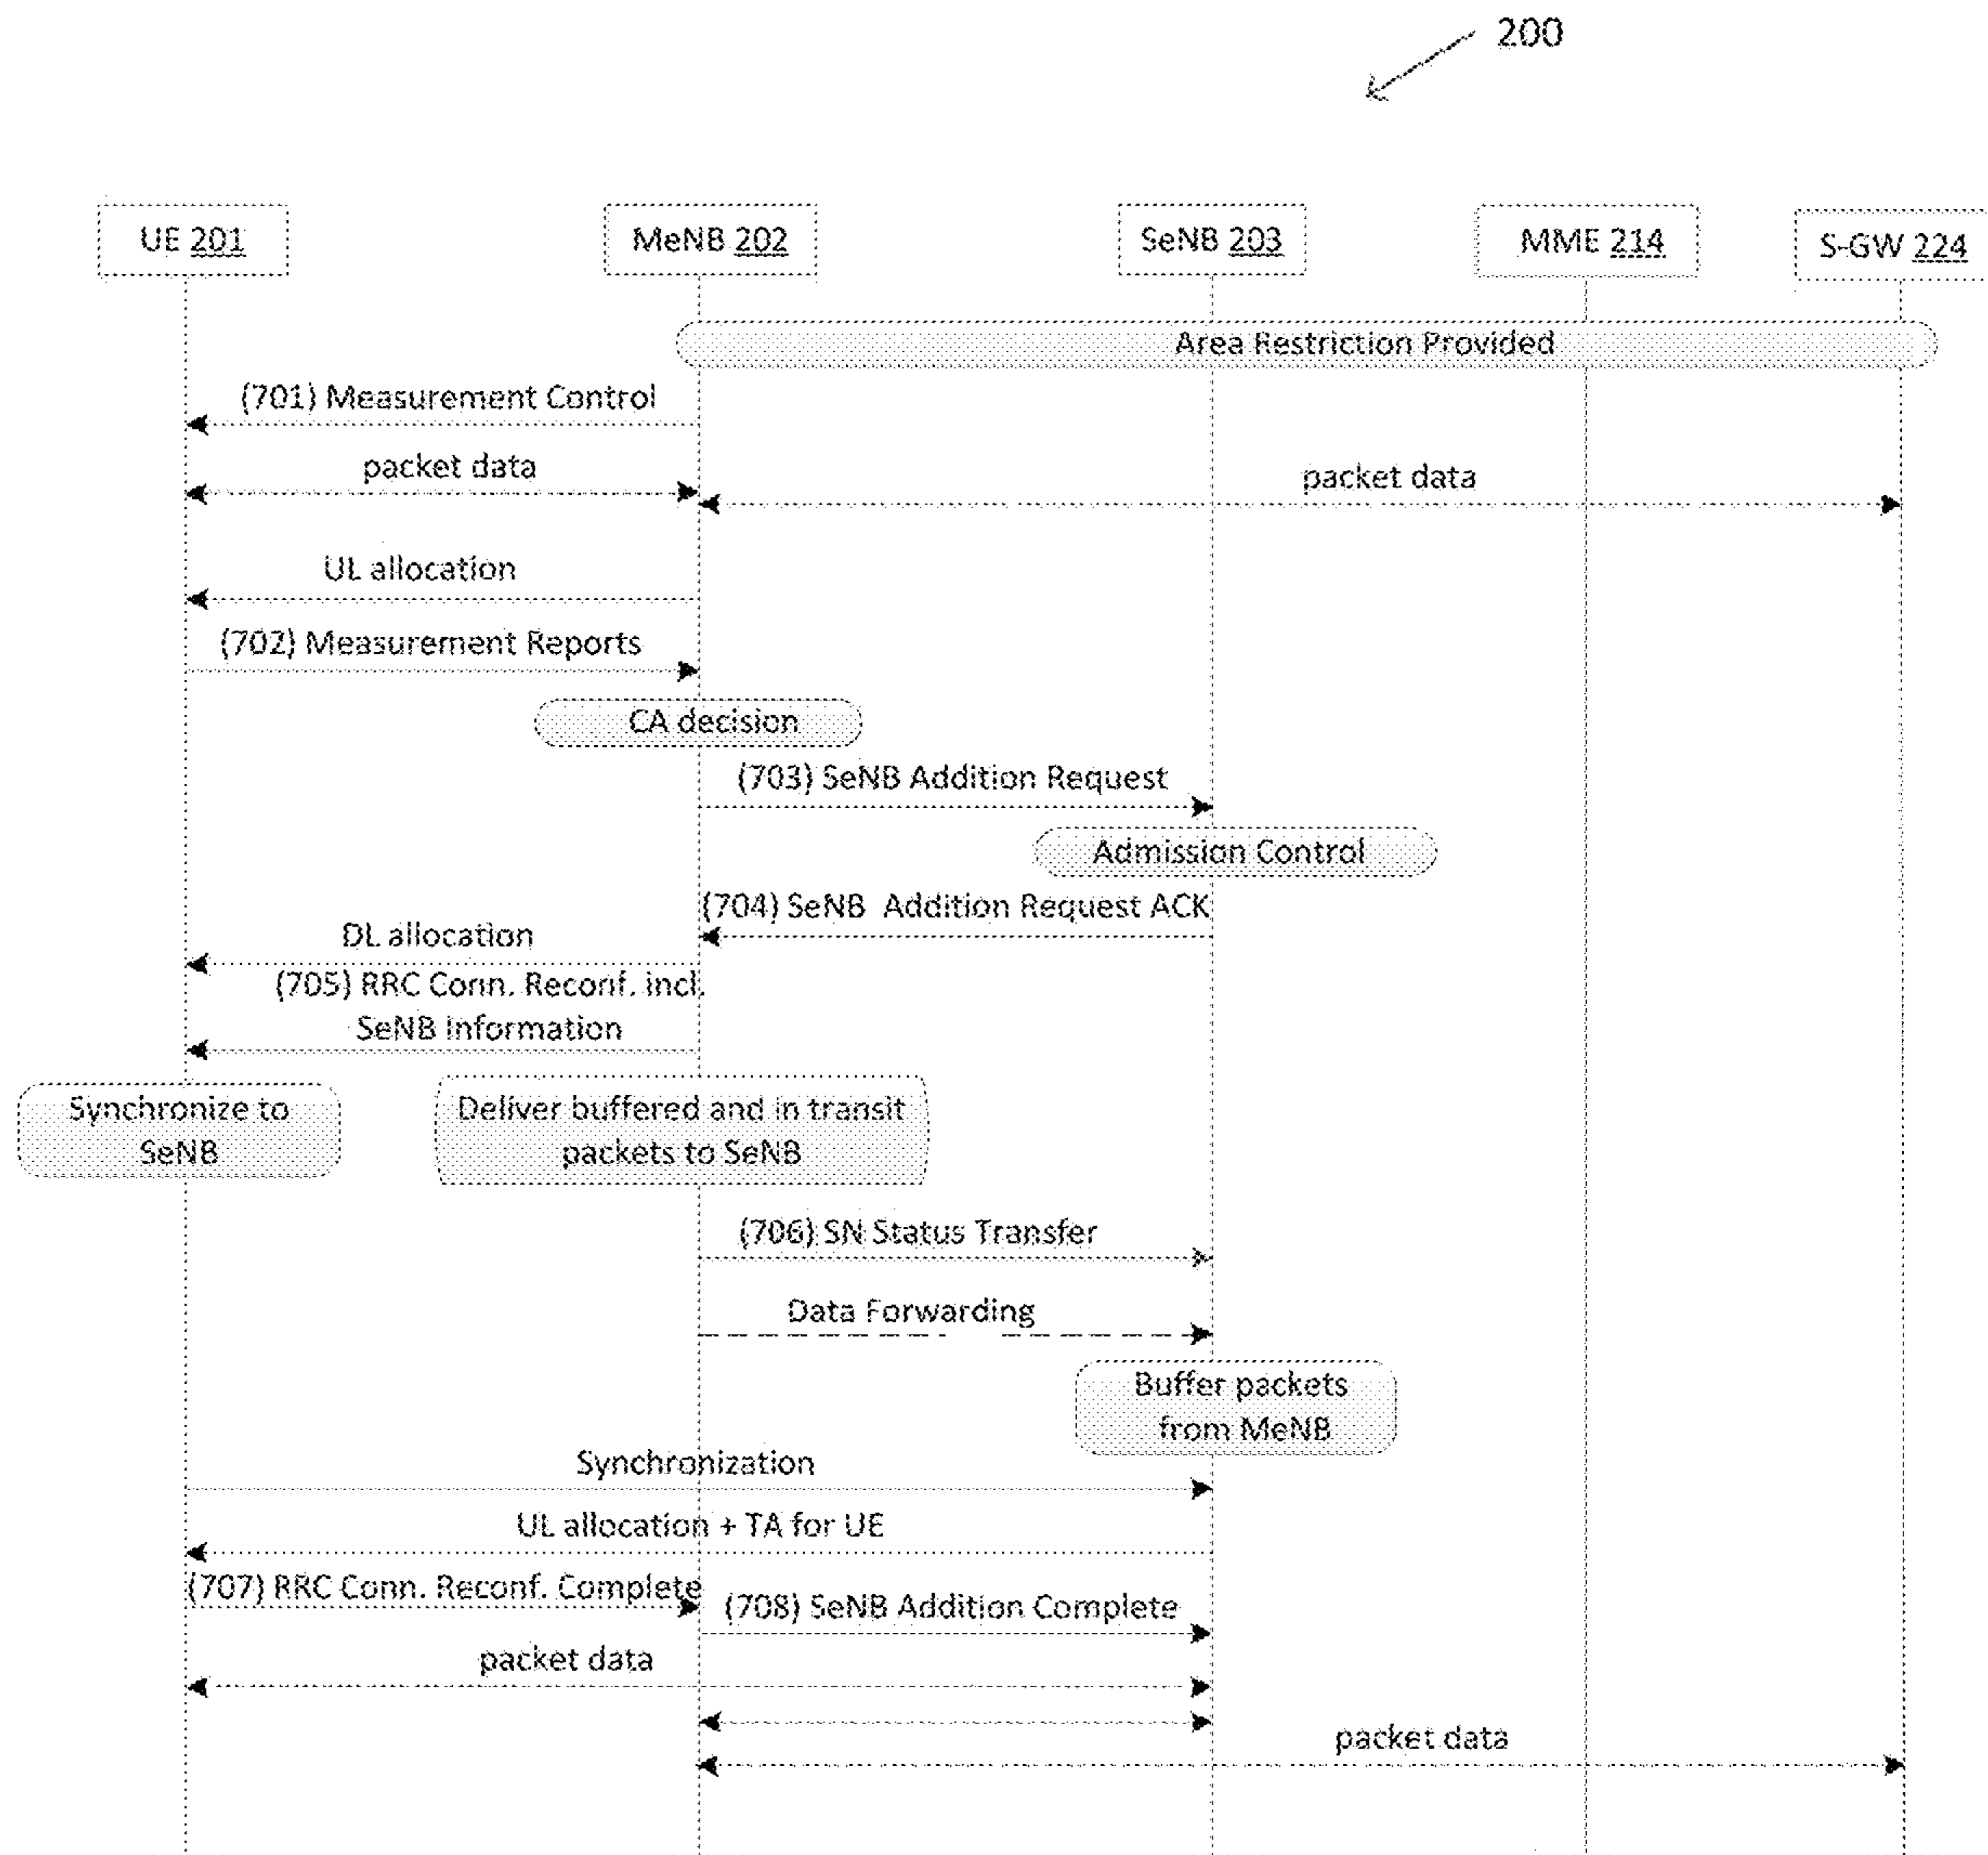 200
UE 201
MeNB 202
SeNB 203
MME 214
S-GW 224
Area Restriction Provided
(701) Measurement Control
packet data
packet data
UL allocation
(702) Measurement Reports
CA decision
(703) SeNB Addition Request
Admission Control
(704) SeNB Addition Request ACK
DL allocation
(705) RRC Conn. Reconf. incl.
SeNB Information
Synchronize to
SeNB
Deliver buffered and in transit
packets to SeNB
(706) SN Status Transfer
Data Forwarding
Buffer packets
from MeNB
Synchronization
UL allocation + TA for UE
(707) RRC Conn. Reconf. Complete
(708) SeNB Addition Complete
packet data
packet data